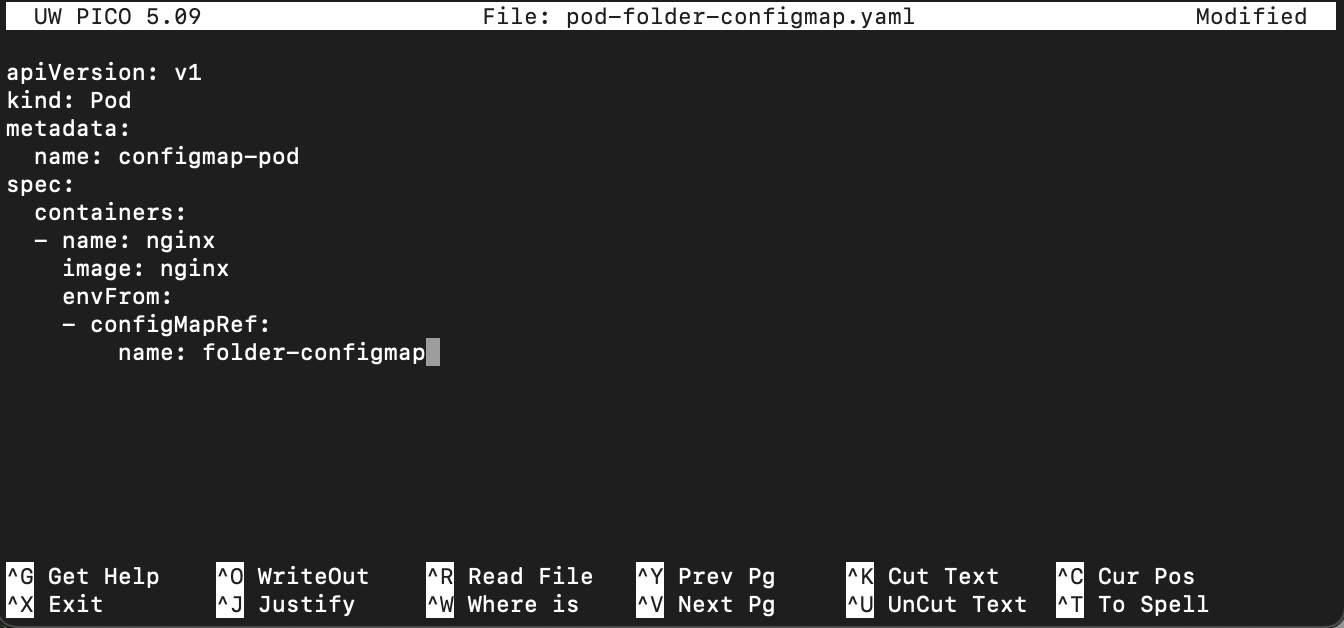 UW PICO 5.09 File: pod-folder-configmap.yaml Modified
apiVersion: v1
kind: Pod
metadata:
  name: configmap-pod
spec:
  containers:
  - name: nginx
    image: nginx
    envFrom:
    - configMapRef:
        name: folder-configmap
^G Get Help ^O WriteOut ^R Read File ^Y Prev Pg ^K Cut Text ^C Cur Pos
^X Exit ^J Justify ^W Where is ^V Next Pg ^U UnCut Text ^T To Spell